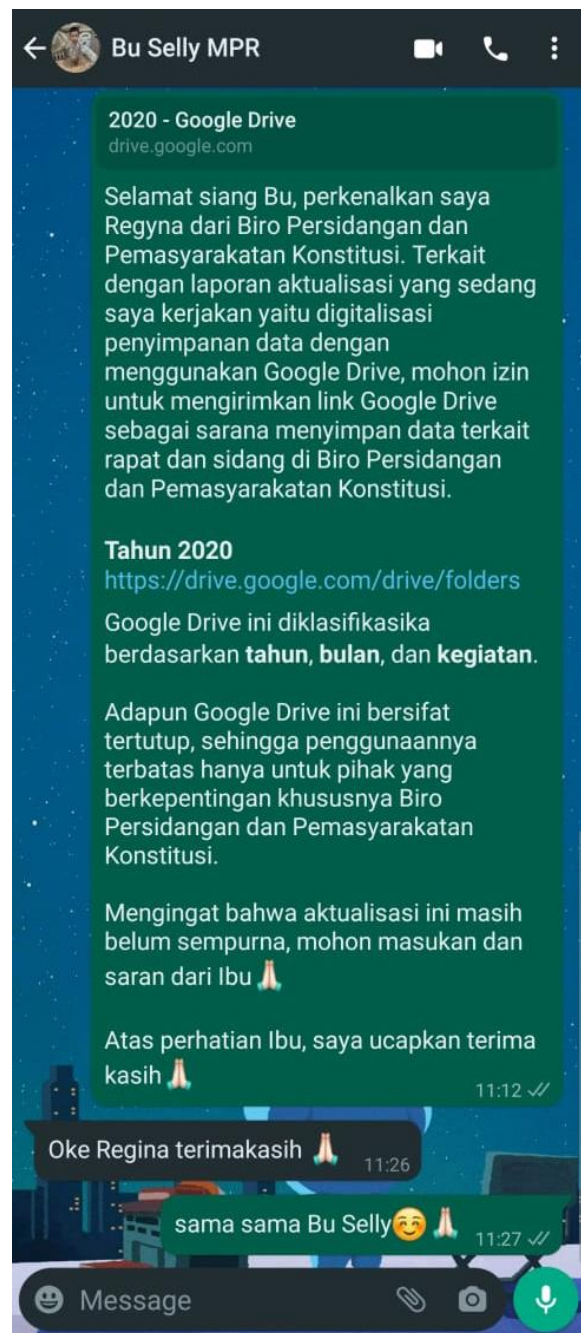 Bu Selly MPR
2020 - Google Drive
drive.google.com
Selamat siang Bu, perkenalkan saya
Regyna dari Biro Persidangan dan
Pemasyarakatan Konstitusi. Terkait
dengan laporan aktualisasi yang sedang
saya kerjakan yaitu digitalisasi
penyimpanan data dengan
menggunakan Google Drive, mohon izin
untuk mengirimkan link Google Drive
sebagai sarana menyimpan data terkait
rapat dan sidang di Biro Persidangan
dan Pemasyarakatan Konstitusi.
Tahun 2020
https://drive.google.com/drive/folders
Google Drive ini diklasifikasika
berdasarkan tahun, bulan, dan kegiatan.
Adapun Google Drive ini bersifat
tertutup, sehingga penggunaannya
terbatas hanya untuk pihak yang
berkepentingan khususnya Biro
Persidangan dan Pemasyarakatan
Konstitusi.
Mengingat bahwa aktualisasi ini masih
belum sempurna, mohon masukan dan
saran dari Ibu 🙏🏻
Atas perhatian Ibu, saya ucapkan terima
kasih 🙏🏻
11:12
Oke Regina terimakasih 🙏🏻 11:26
sama sama Bu Selly☺️🙏🏻 11:27
Message